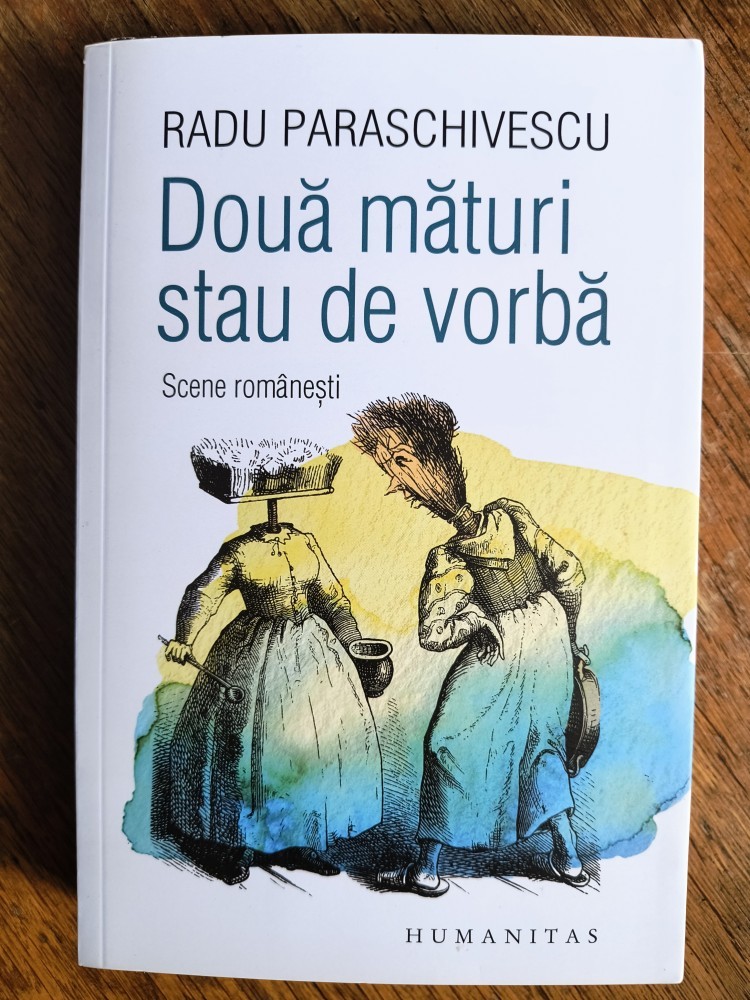 RADU PARASCHIVESCU
Două mături
stau de vorbă
Scene românești
HUMANITAS